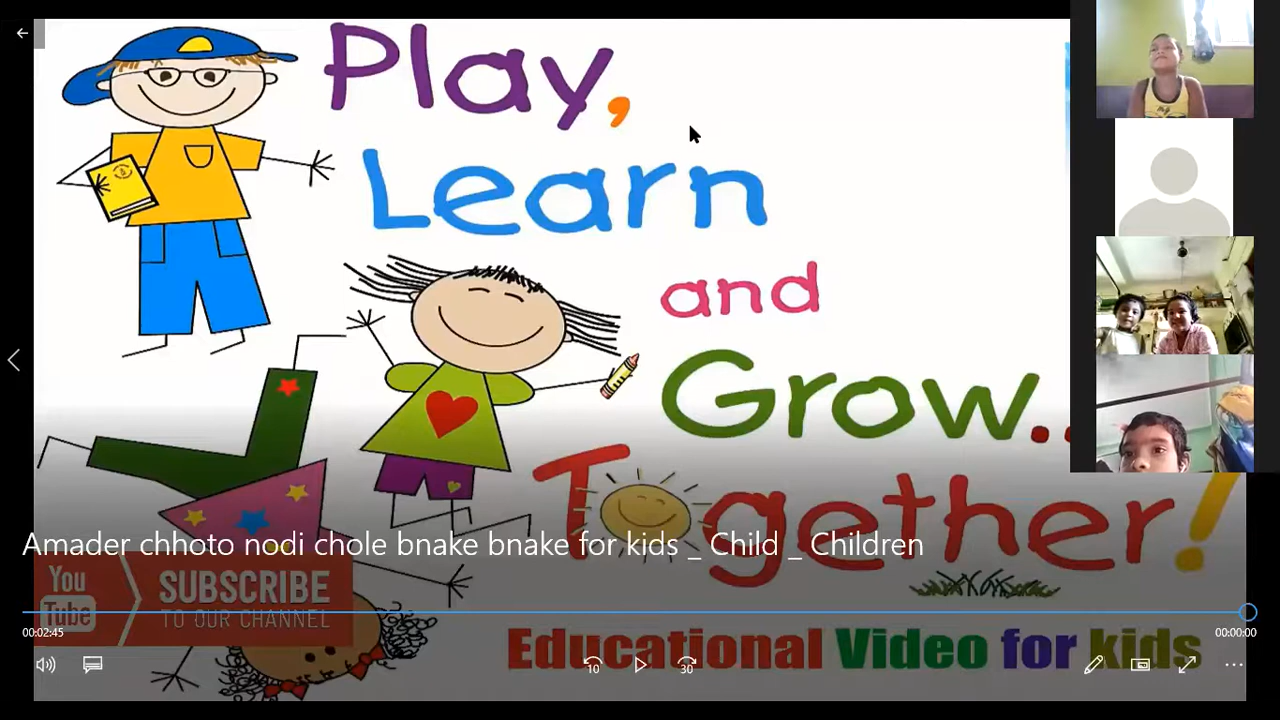 Play,
Learn
and
Grow..
Together!
Amader chhoto nodi chole bnake bnake for kids _ Child _ Children
You
Tube
SUBSCRIBE
TO OUR CHANNEL
00:02:45
00:00:00
Educational Video for kids
10
30